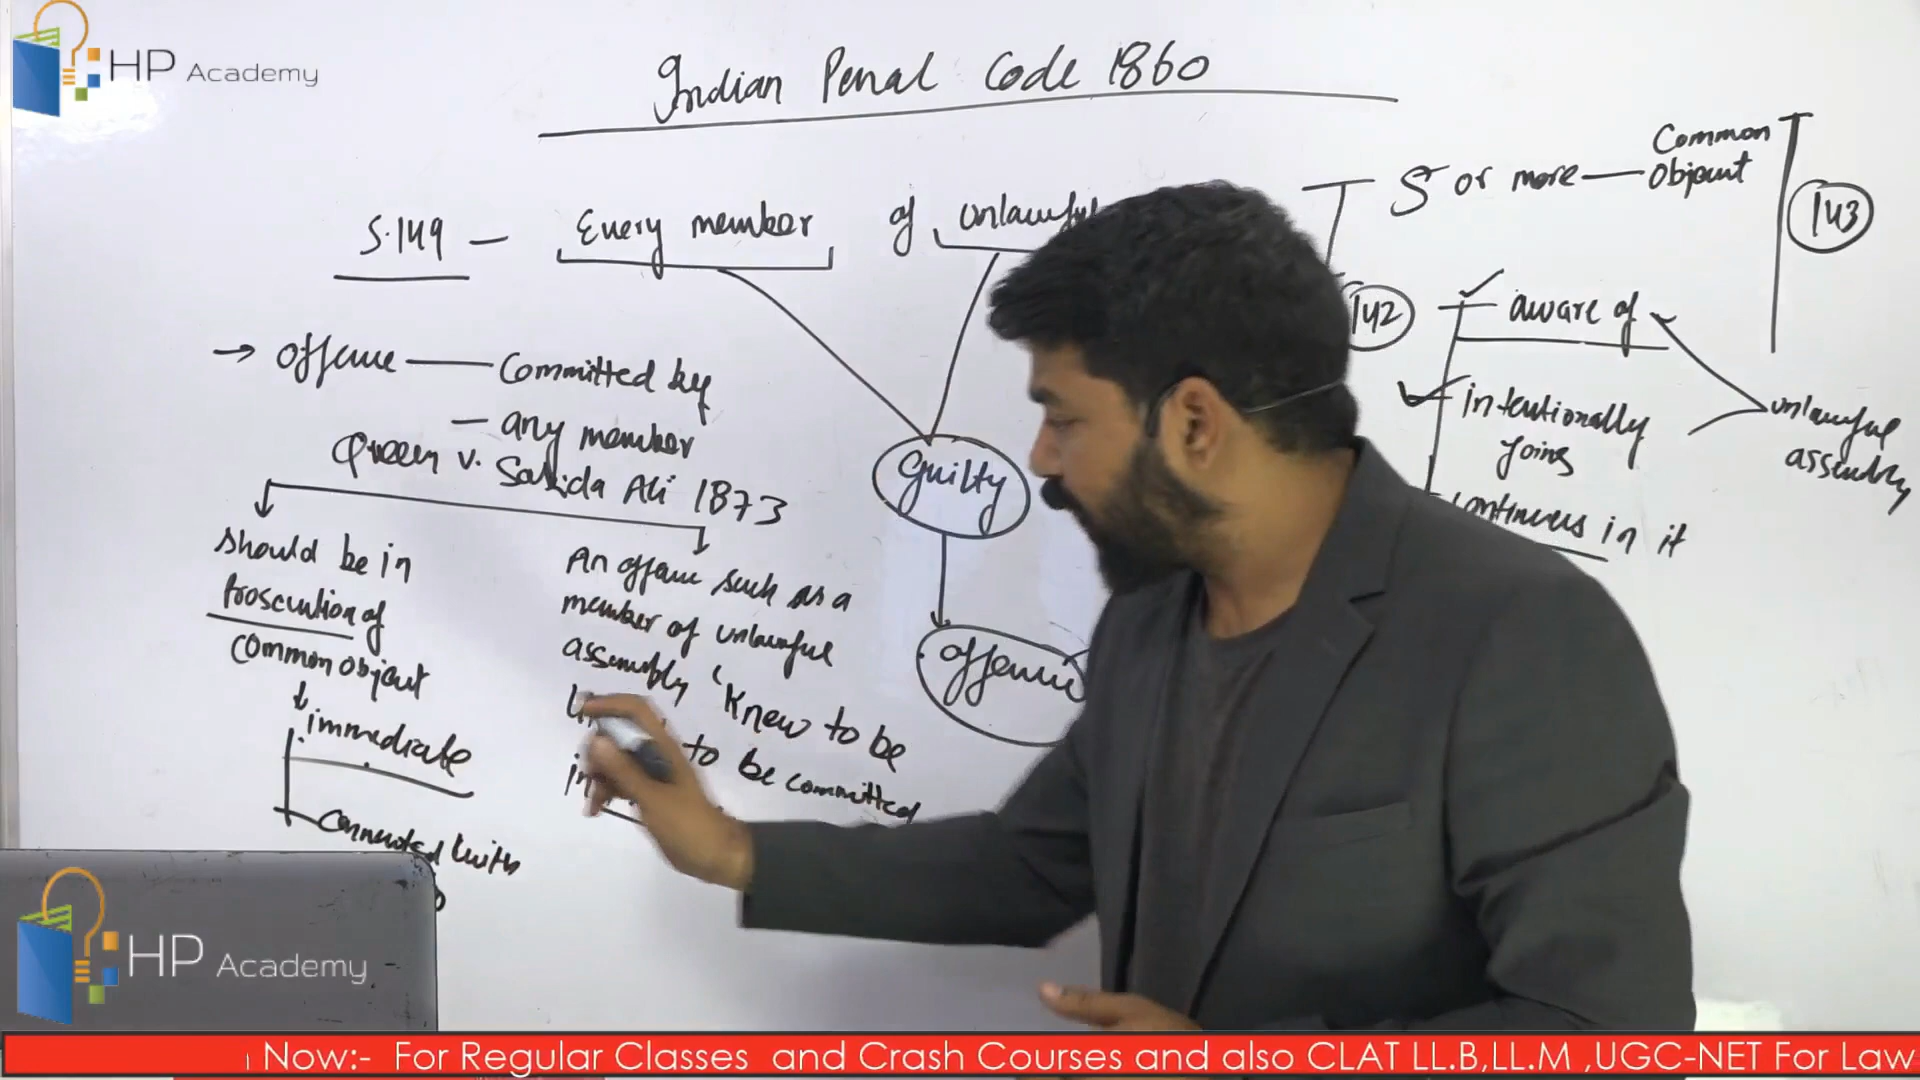 HP Academy
Indian Penal Code 1860
S.149 — Every member of unlawful
→ Offence — Committed by
— any member
Queen v. Sabida Ali 1873
Should be in
Prosecution of
Common object
immediate
Connected with
An offence such as a
member of unlawful
assembly 'Knew to be
to be committed
in
Guilty
Offence
5 or more — Common
Object
143
142
aware of
intentionally
joins
continues in it
unlawful
assembly
HP Academy
Now:- For Regular Classes and Crash Courses and also CLAT LL.B,LL.M ,UGC-NET For Law